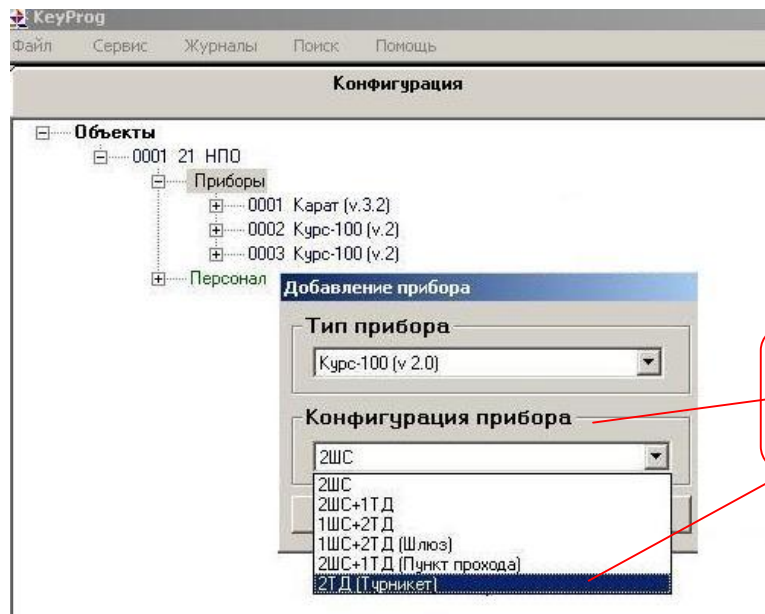 KeyProg
Файл Сервис Журналы Поиск Помощь
Конфигурация
Объекты
0001 21 НПО
Приборы
0001 Карат (v.3.2)
0002 Курс-100 (v.2)
0003 Курс-100 (v.2)
Персонал
Добавление прибора
Тип прибора
Курс-100 (v 2.0)
Конфигурация прибора
2ШС
2ШС
2ШС+1ТД
1ШС+2ТД
1ШС+2ТД (Шлюз)
2ШС+1ТД (Пункт прохода)
2ТД (Турникет)